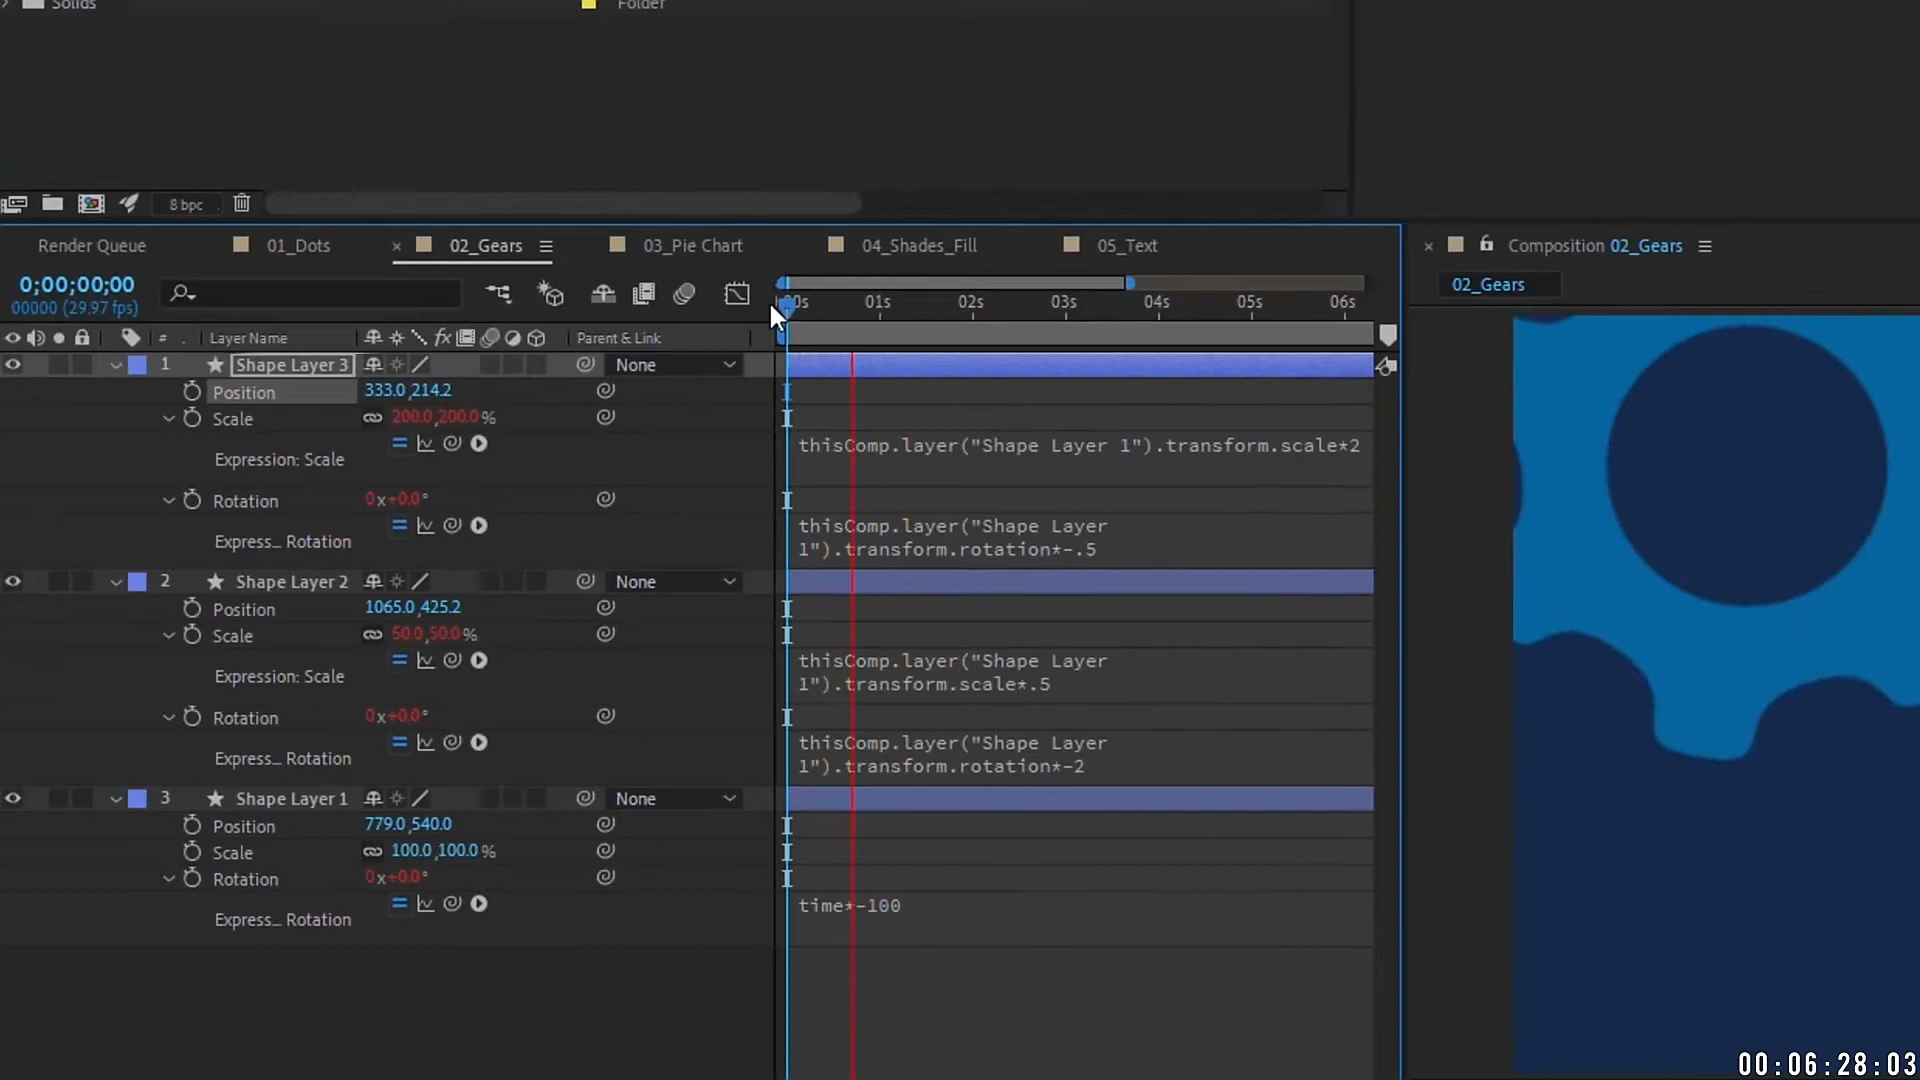 Solids
Folder
8 bpc
Render Queue
01_Dots
02_Gears
03_Pie Chart
04_Shades_Fill
05_Text
Composition 02_Gears
02_Gears
0;00;00;00
00000 (29.97 fps)
00s 01s 02s 03s 04s 05s 06s
# . Layer Name fx Parent & Link
1 Shape Layer 3 None
Position 333.0,214.2
Scale 200.0,200.0%
Expression: Scale
thisComp.layer("Shape Layer 1").transform.scale*2
Rotation 0x+0.0°
Express... Rotation
thisComp.layer("Shape Layer
1").transform.rotation*-.5
2 Shape Layer 2 None
Position 1065.0,425.2
Scale 50.0,50.0%
Expression: Scale
thisComp.layer("Shape Layer
1").transform.scale*.5
Rotation 0x+0.0°
Express... Rotation
thisComp.layer("Shape Layer
1").transform.rotation*-2
3 Shape Layer 1 None
Position 779.0,540.0
Scale 100.0,100.0%
Rotation 0x+0.0°
Express... Rotation
time*-100
00:06:28:03